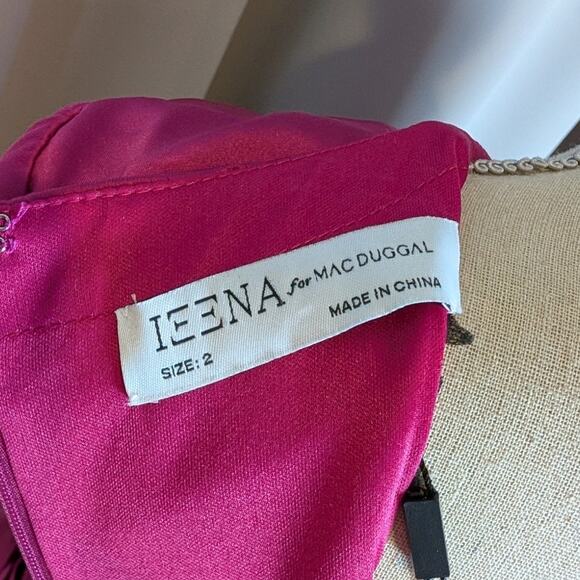 IEENA for MAC DUGGAL
MADE IN CHINA
SIZE: 2